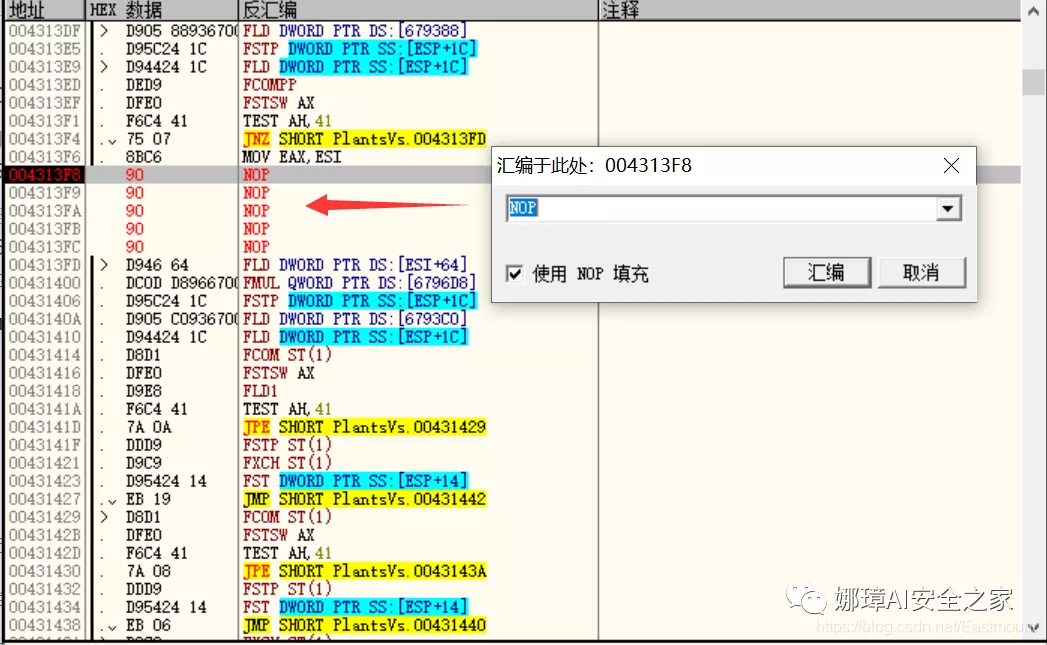 地址 HEX 数据 反汇编 注释
004313DF > D905 88936700 FLD DWORD PTR DS:[679388]
004313E5 . D95C24 1C FSTP DWORD PTR SS:[ESP+1C]
004313E9 > D94424 1C FLD DWORD PTR SS:[ESP+1C]
004313ED . DED9 FCOMPP
004313EF . DFE0 FSTSW AX
004313F1 . F6C4 41 TEST AH,41
004313F4 .∨ 75 07 JNZ SHORT PlantsVs.004313FD
004313F6 . 8BC6 MOV EAX,ESI
004313F8 90 NOP
004313F9 90 NOP
004313FA 90 NOP
004313FB 90 NOP
004313FC 90 NOP
004313FD > D946 64 FLD DWORD PTR DS:[ESI+64]
00431400 . DC0D D8966700 FMUL QWORD PTR DS:[6796D8]
00431406 . D95C24 1C FSTP DWORD PTR SS:[ESP+1C]
0043140A . D905 C0936700 FLD DWORD PTR DS:[6793C0]
00431410 . D94424 1C FLD DWORD PTR SS:[ESP+1C]
00431414 . D8D1 FCOM ST(1)
00431416 . DFE0 FSTSW AX
00431418 . D9E8 FLD1
0043141A . F6C4 41 TEST AH,41
0043141D . 7A 0A JPE SHORT PlantsVs.00431429
0043141F . DDD9 FSTP ST(1)
00431421 . D9C9 FXCH ST(1)
00431423 . D95424 14 FST DWORD PTR SS:[ESP+14]
00431427 .∨ EB 19 JMP SHORT PlantsVs.00431442
00431429 > D8D1 FCOM ST(1)
0043142B . DFE0 FSTSW AX
0043142D . F6C4 41 TEST AH,41
00431430 . 7A 08 JPE SHORT PlantsVs.0043143A
00431432 . DDD9 FSTP ST(1)
00431434 . D95424 14 FST DWORD PTR SS:[ESP+14]
00431438 .∨ EB 06 JMP SHORT PlantsVs.00431440
汇编于此处：004313F8
NOP
使用 NOP 填充
汇编 取消
娜璋AI安全之家
https://blog.csdn.net/Eastmount